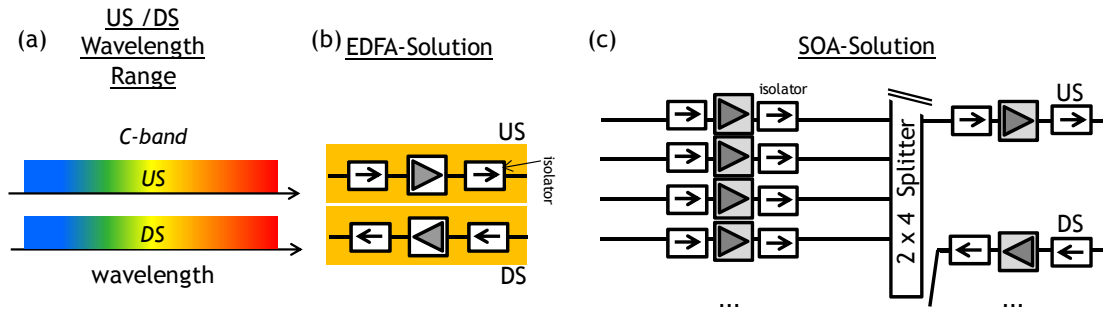 (a)
US /DS
Wavelength
Range
C-band
US
DS
wavelength
(b)
EDFA-Solution
US
isolator
DS
(c)
SOA-Solution
isolator
US
2 x 4 Splitter
DS
...
...